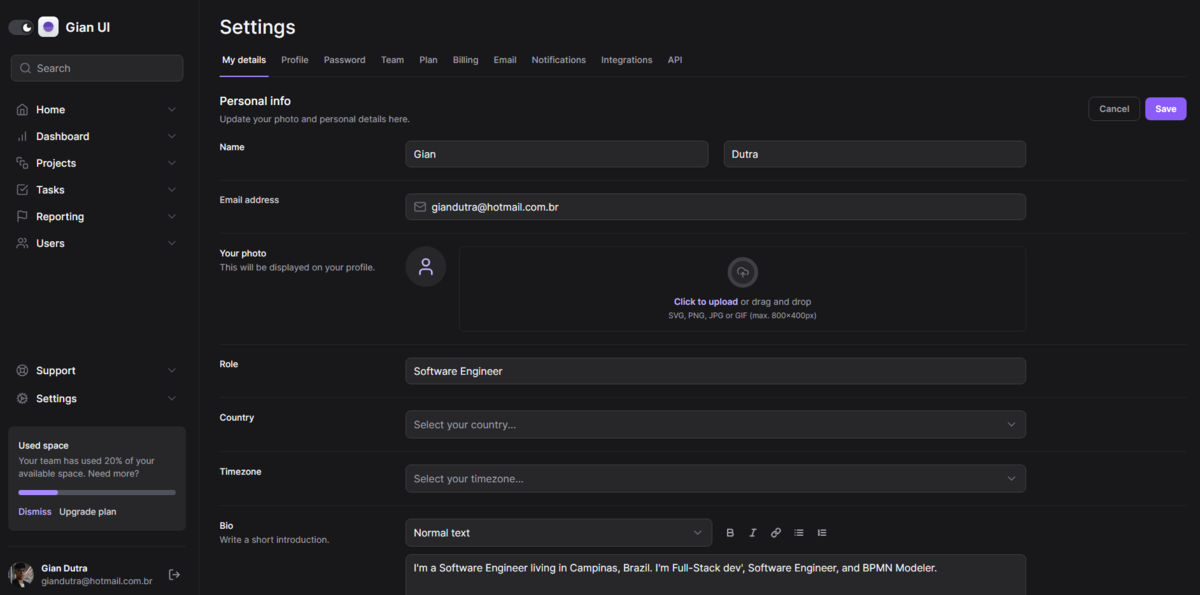 Gian UI
Search
Home
Dashboard
Projects
Tasks
Reporting
Users
Support
Settings
Used space
Your team has used 20% of your
available space. Need more?
Dismiss Upgrade plan
Gian Dutra
giandutra@hotmail.com.br
Settings
My details Profile Password Team Plan Billing Email Notifications Integrations API
Personal info
Update your photo and personal details here.
Cancel Save
Name
Gian Dutra
Email address
giandutra@hotmail.com.br
Your photo
This will be displayed on your profile.
Click to upload or drag and drop
SVG, PNG, JPG or GIF (max. 800×400px)
Role
Software Engineer
Country
Select your country...
Timezone
Select your timezone...
Bio
Write a short introduction.
Normal text
B I
I'm a Software Engineer living in Campinas, Brazil. I'm Full-Stack dev', Software Engineer, and BPMN Modeler.